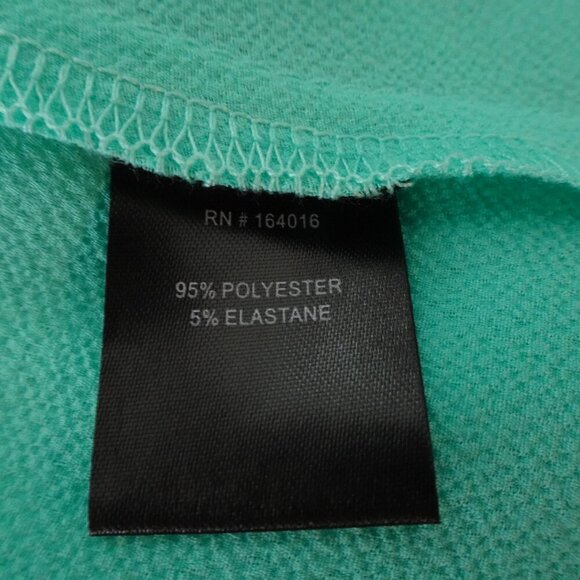 RN # 164016
95% POLYESTER
5% ELASTANE